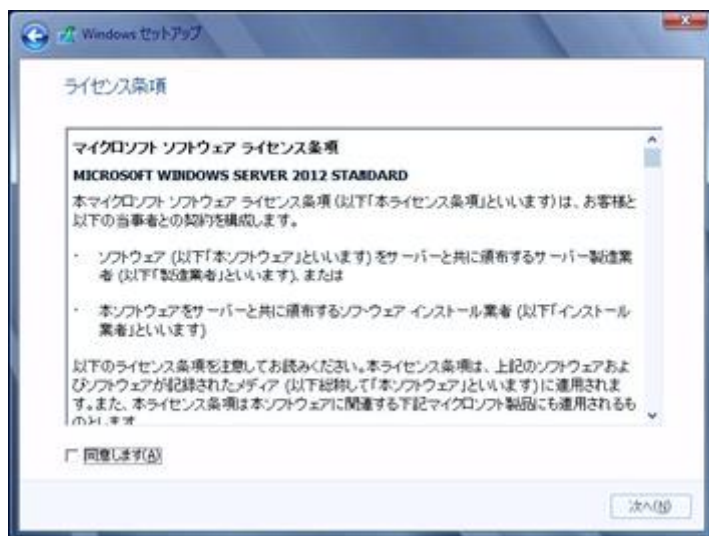 Windows セットアップ
ライセンス条項
マイクロソフト ソフトウェア ライセンス条項
MICROSOFT WINDOWS SERVER 2012 STANDARD
本マイクロソフト ソフトウェア ライセンス条項 (以下「本ライセンス条項」といいます) は、お客様と
以下の当事者との契約を構成します。
・ ソフトウェア (以下「本ソフトウェア」といいます) をサーバーと共に頒布するサーバー製造業
者 (以下「製造業者」といいます)、または
・ 本ソフトウェアをサーバーと共に頒布するソフトウェア インストール業者 (以下「インストール
業者」といいます)
以下のライセンス条項を注意してお読みください。本ライセンス条項は、上記のソフトウェアおよ
びソフトウェアが記録されたメディア (以下総称して「本ソフトウェア」といいます) に適用されま
す。また、本ライセンス条項は本ソフトウェアに関連する下記マイクロソフト製品にも適用されるも
のとします
同意します(A)
次へ(N)